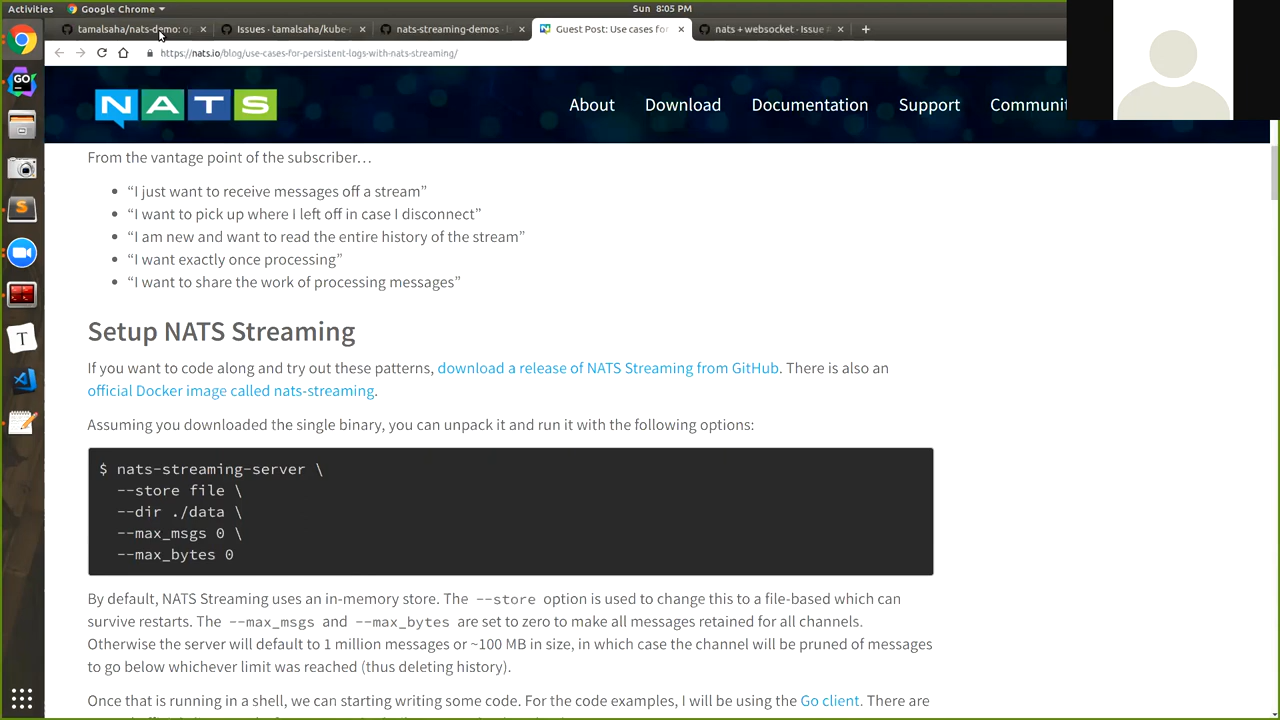 Activities
Google Chrome
Sun 8:05 PM
tamalsaha/nats-demo: op
Issues · tamalsaha/kube-
nats-streaming-demos
Guest Post: Use cases for
nats + websocket · Issue
https://nats.io/blog/use-cases-for-persistent-logs-with-nats-streaming/
NATS
About
Download
Documentation
Support
Communit
From the vantage point of the subscriber…
• “I just want to receive messages off a stream”
• “I want to pick up where I left off in case I disconnect”
• “I am new and want to read the entire history of the stream”
• “I want exactly once processing”
• “I want to share the work of processing messages”
Setup NATS Streaming
If you want to code along and try out these patterns, download a release of NATS Streaming from GitHub. There is also an
official Docker image called nats-streaming.
Assuming you downloaded the single binary, you can unpack it and run it with the following options:
$ nats-streaming-server \
--store file \
--dir ./data \
--max_msgs 0 \
--max_bytes 0
By default, NATS Streaming uses an in-memory store. The --store option is used to change this to a file-based which can
survive restarts. The --max_msgs and --max_bytes are set to zero to make all messages retained for all channels.
Otherwise the server will default to 1 million messages or ~100 MB in size, in which case the channel will be pruned of messages
to go below whichever limit was reached (thus deleting history).
Once that is running in a shell, we can starting writing some code. For the code examples, I will be using the Go client. There are